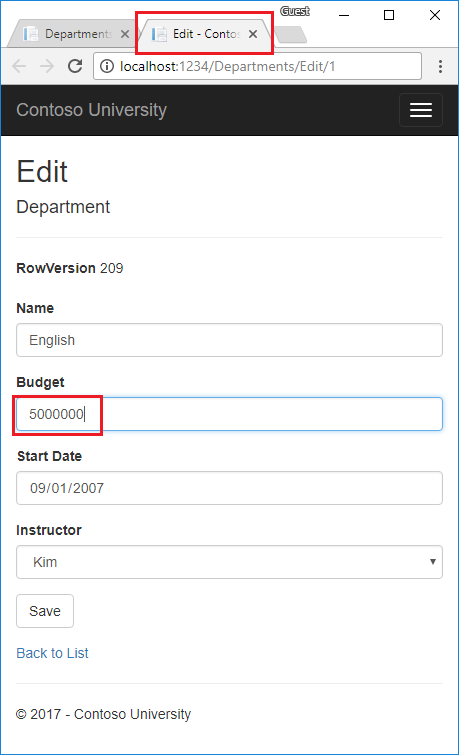 Guest
Departments
Edit - Conto
localhost:1234/Departments/Edit/1
Contoso University
Edit
Department
RowVersion 209
Name
English
Budget
5000000
Start Date
09/01/2007
Instructor
Kim
Save
Back to List
© 2017 - Contoso University